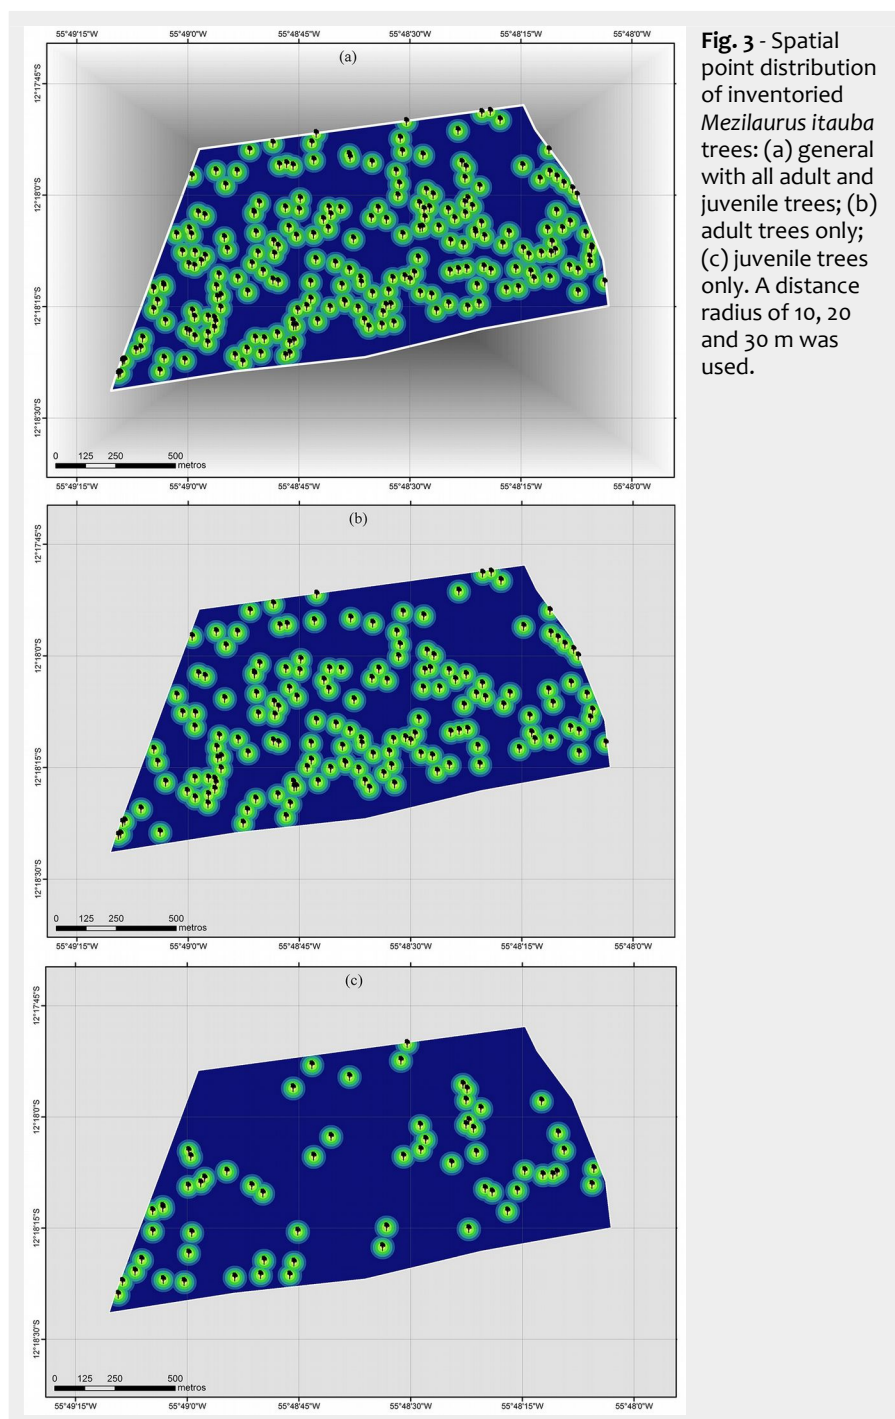 55°49'15"W 55°49'0"W 55°48'45"W 55°48'30"W 55°48'15"W 55°48'0"W
(a)
12°17'45"S
12°18'0"S
12°18'15"S
12°18'30"S
0 125 250 500
metros
55°49'15"W 55°49'0"W 55°48'45"W 55°48'30"W 55°48'15"W 55°48'0"W
(b)
12°17'45"S
12°18'0"S
12°18'15"S
12°18'30"S
0 125 250 500
metros
55°49'15"W 55°49'0"W 55°48'45"W 55°48'30"W 55°48'15"W 55°48'0"W
(c)
12°17'45"S
12°18'0"S
12°18'15"S
12°18'30"S
0 125 250 500
metros
55°49'15"W 55°49'0"W 55°48'45"W 55°48'30"W 55°48'15"W 55°48'0"W
Fig. 3 - Spatial
point distribution
of inventoried
Mezilaurus itauba
trees: (a) general
with all adult and
juvenile trees; (b)
adult trees only;
(c) juvenile trees
only. A distance
radius of 10, 20
and 30 m was
used.